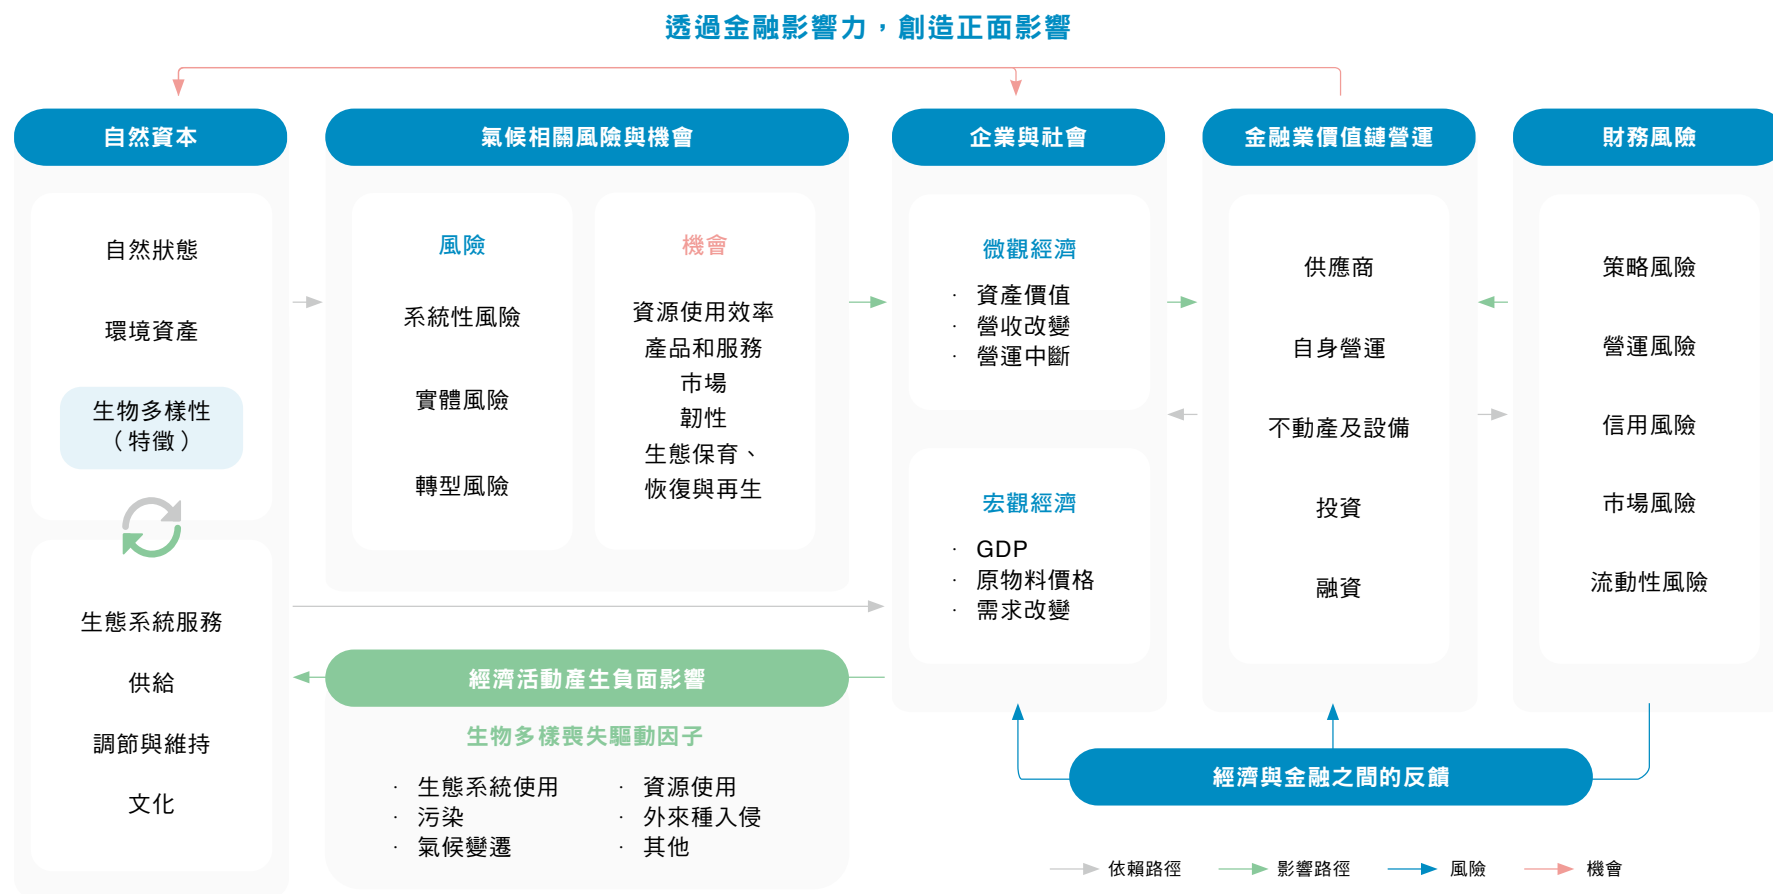 透過金融影響力，創造正面影響
自然資本
自然狀態
環境資產
生物多樣性
（特徵）
生態系統服務
供給
調節與維持
文化
氣候相關風險與機會
風險
系統性風險
實體風險
轉型風險
機會
資源使用效率
產品和服務
市場
韌性
生態保育、
恢復與再生
經濟活動產生負面影響
生物多樣喪失驅動因子
· 生態系統使用
· 污染
· 氣候變遷
· 資源使用
· 外來種入侵
· 其他
企業與社會
微觀經濟
· 資產價值
· 營收改變
· 營運中斷
宏觀經濟
· GDP
· 原物料價格
· 需求改變
金融業價值鏈營運
供應商
自身營運
不動產及設備
投資
融資
財務風險
策略風險
營運風險
信用風險
市場風險
流動性風險
經濟與金融之間的反饋
依賴路徑
影響路徑
風險
機會